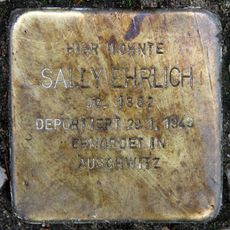 HIER WOHNTE
SALLY EHRLICH
JG. 1882
DEPORTIERT 29.1.1943
ERMORDET IN
AUSCHWITZ